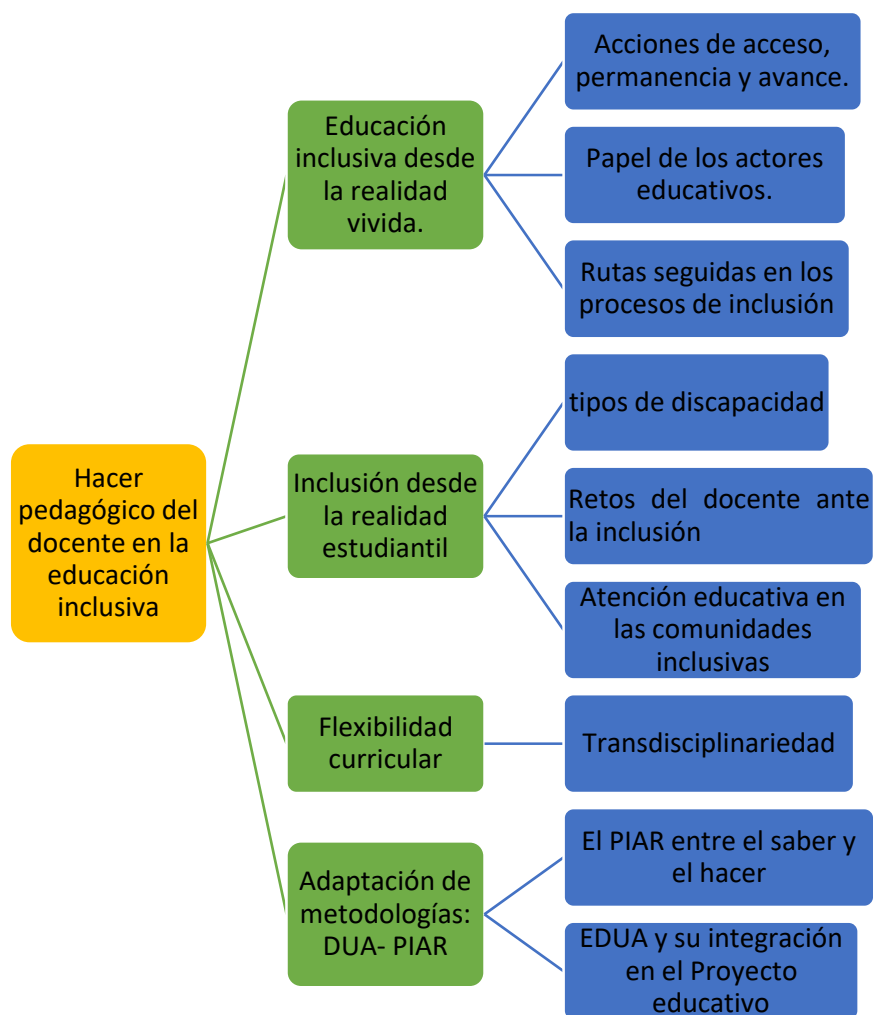 Hacer
pedagógico del
docente en la
educación
inclusiva
Educación
inclusiva desde
la realidad
vivida.
Acciones de acceso,
permanencia y avance.
Papel de los actores
educativos.
Rutas seguidas en los
procesos de inclusión
Inclusión desde
la realidad
estudiantil
tipos de discapacidad
Retos del docente ante
la inclusión
Atención educativa en
las comunidades
inclusivas
Flexibilidad
curricular
Transdisciplinariedad
Adaptación de
metodologías:
DUA- PIAR
El PIAR entre el saber y
el hacer
EDUA y su integración
en el Proyecto
educativo